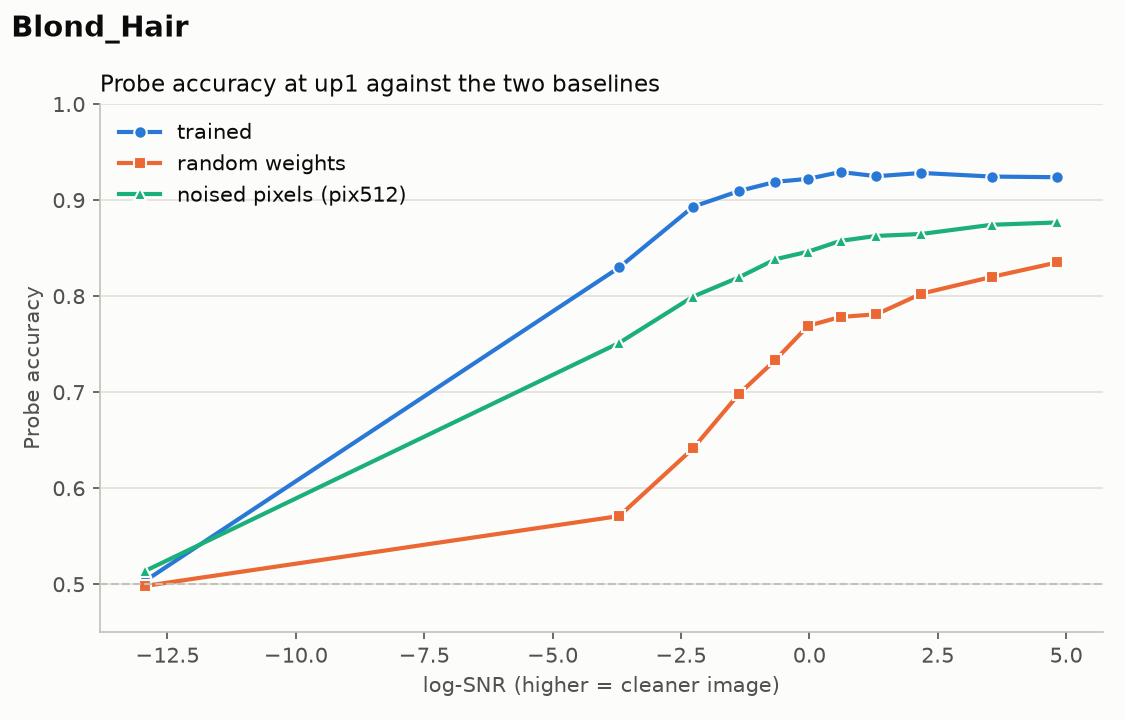 Blond_Hair
Probe accuracy at up1 against the two baselines
trained
random weights
noised pixels (pix512)
Probe accuracy
1.0
0.9
0.8
0.7
0.6
0.5
−12.5
−10.0
−7.5
−5.0
−2.5
0.0
2.5
5.0
log-SNR (higher = cleaner image)